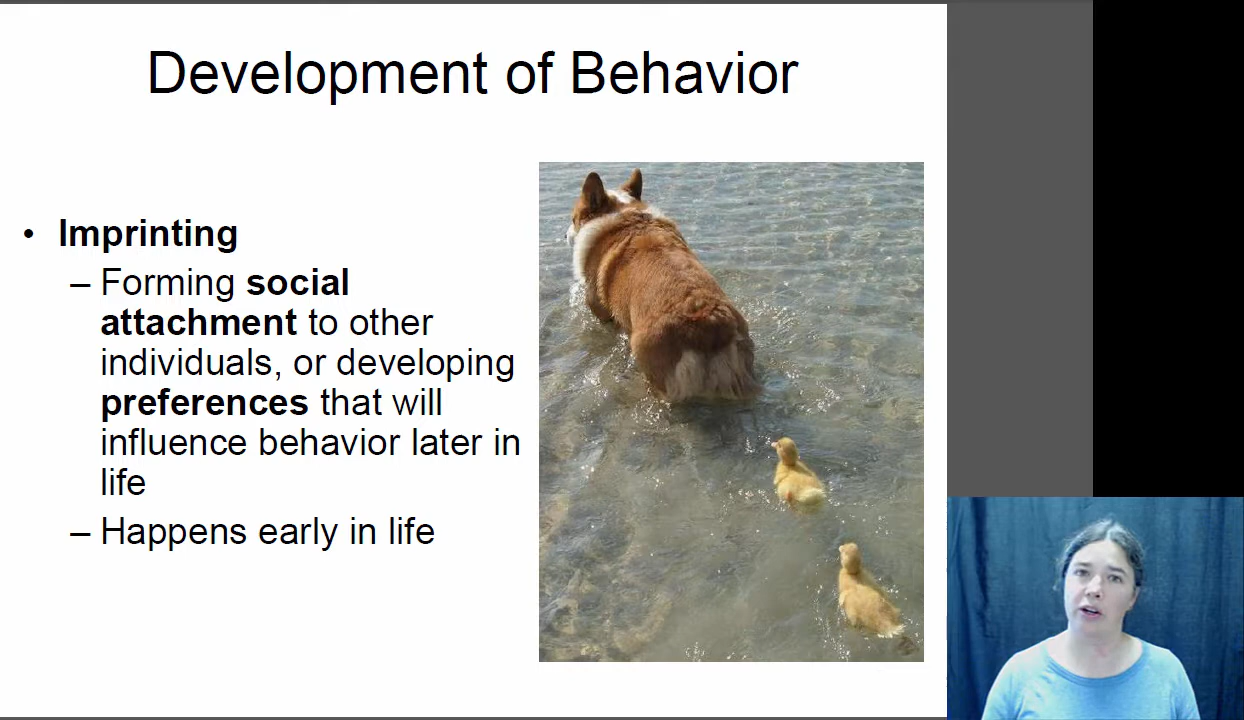 Development of Behavior
• Imprinting
– Forming social
attachment to other
individuals, or developing
preferences that will
influence behavior later in
life
– Happens early in life